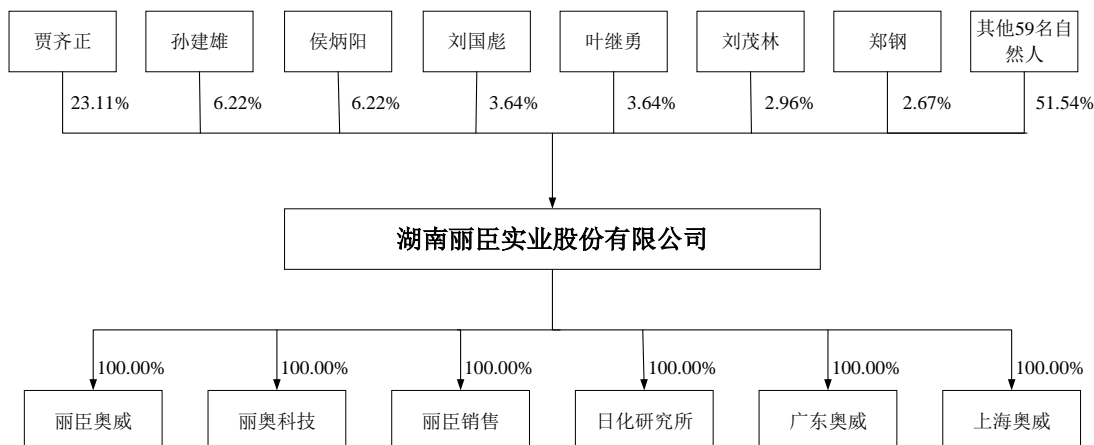 贾齐正
孙建雄
侯炳阳
刘国彪
叶继勇
刘茂林
郑钢
其他59名自
然人
23.11%
6.22%
6.22%
3.64%
3.64%
2.96%
2.67%
51.54%
湖南丽臣实业股份有限公司
100.00%
100.00%
100.00%
100.00%
100.00%
100.00%
丽臣奥威
丽奥科技
丽臣销售
日化研究所
广东奥威
上海奥威